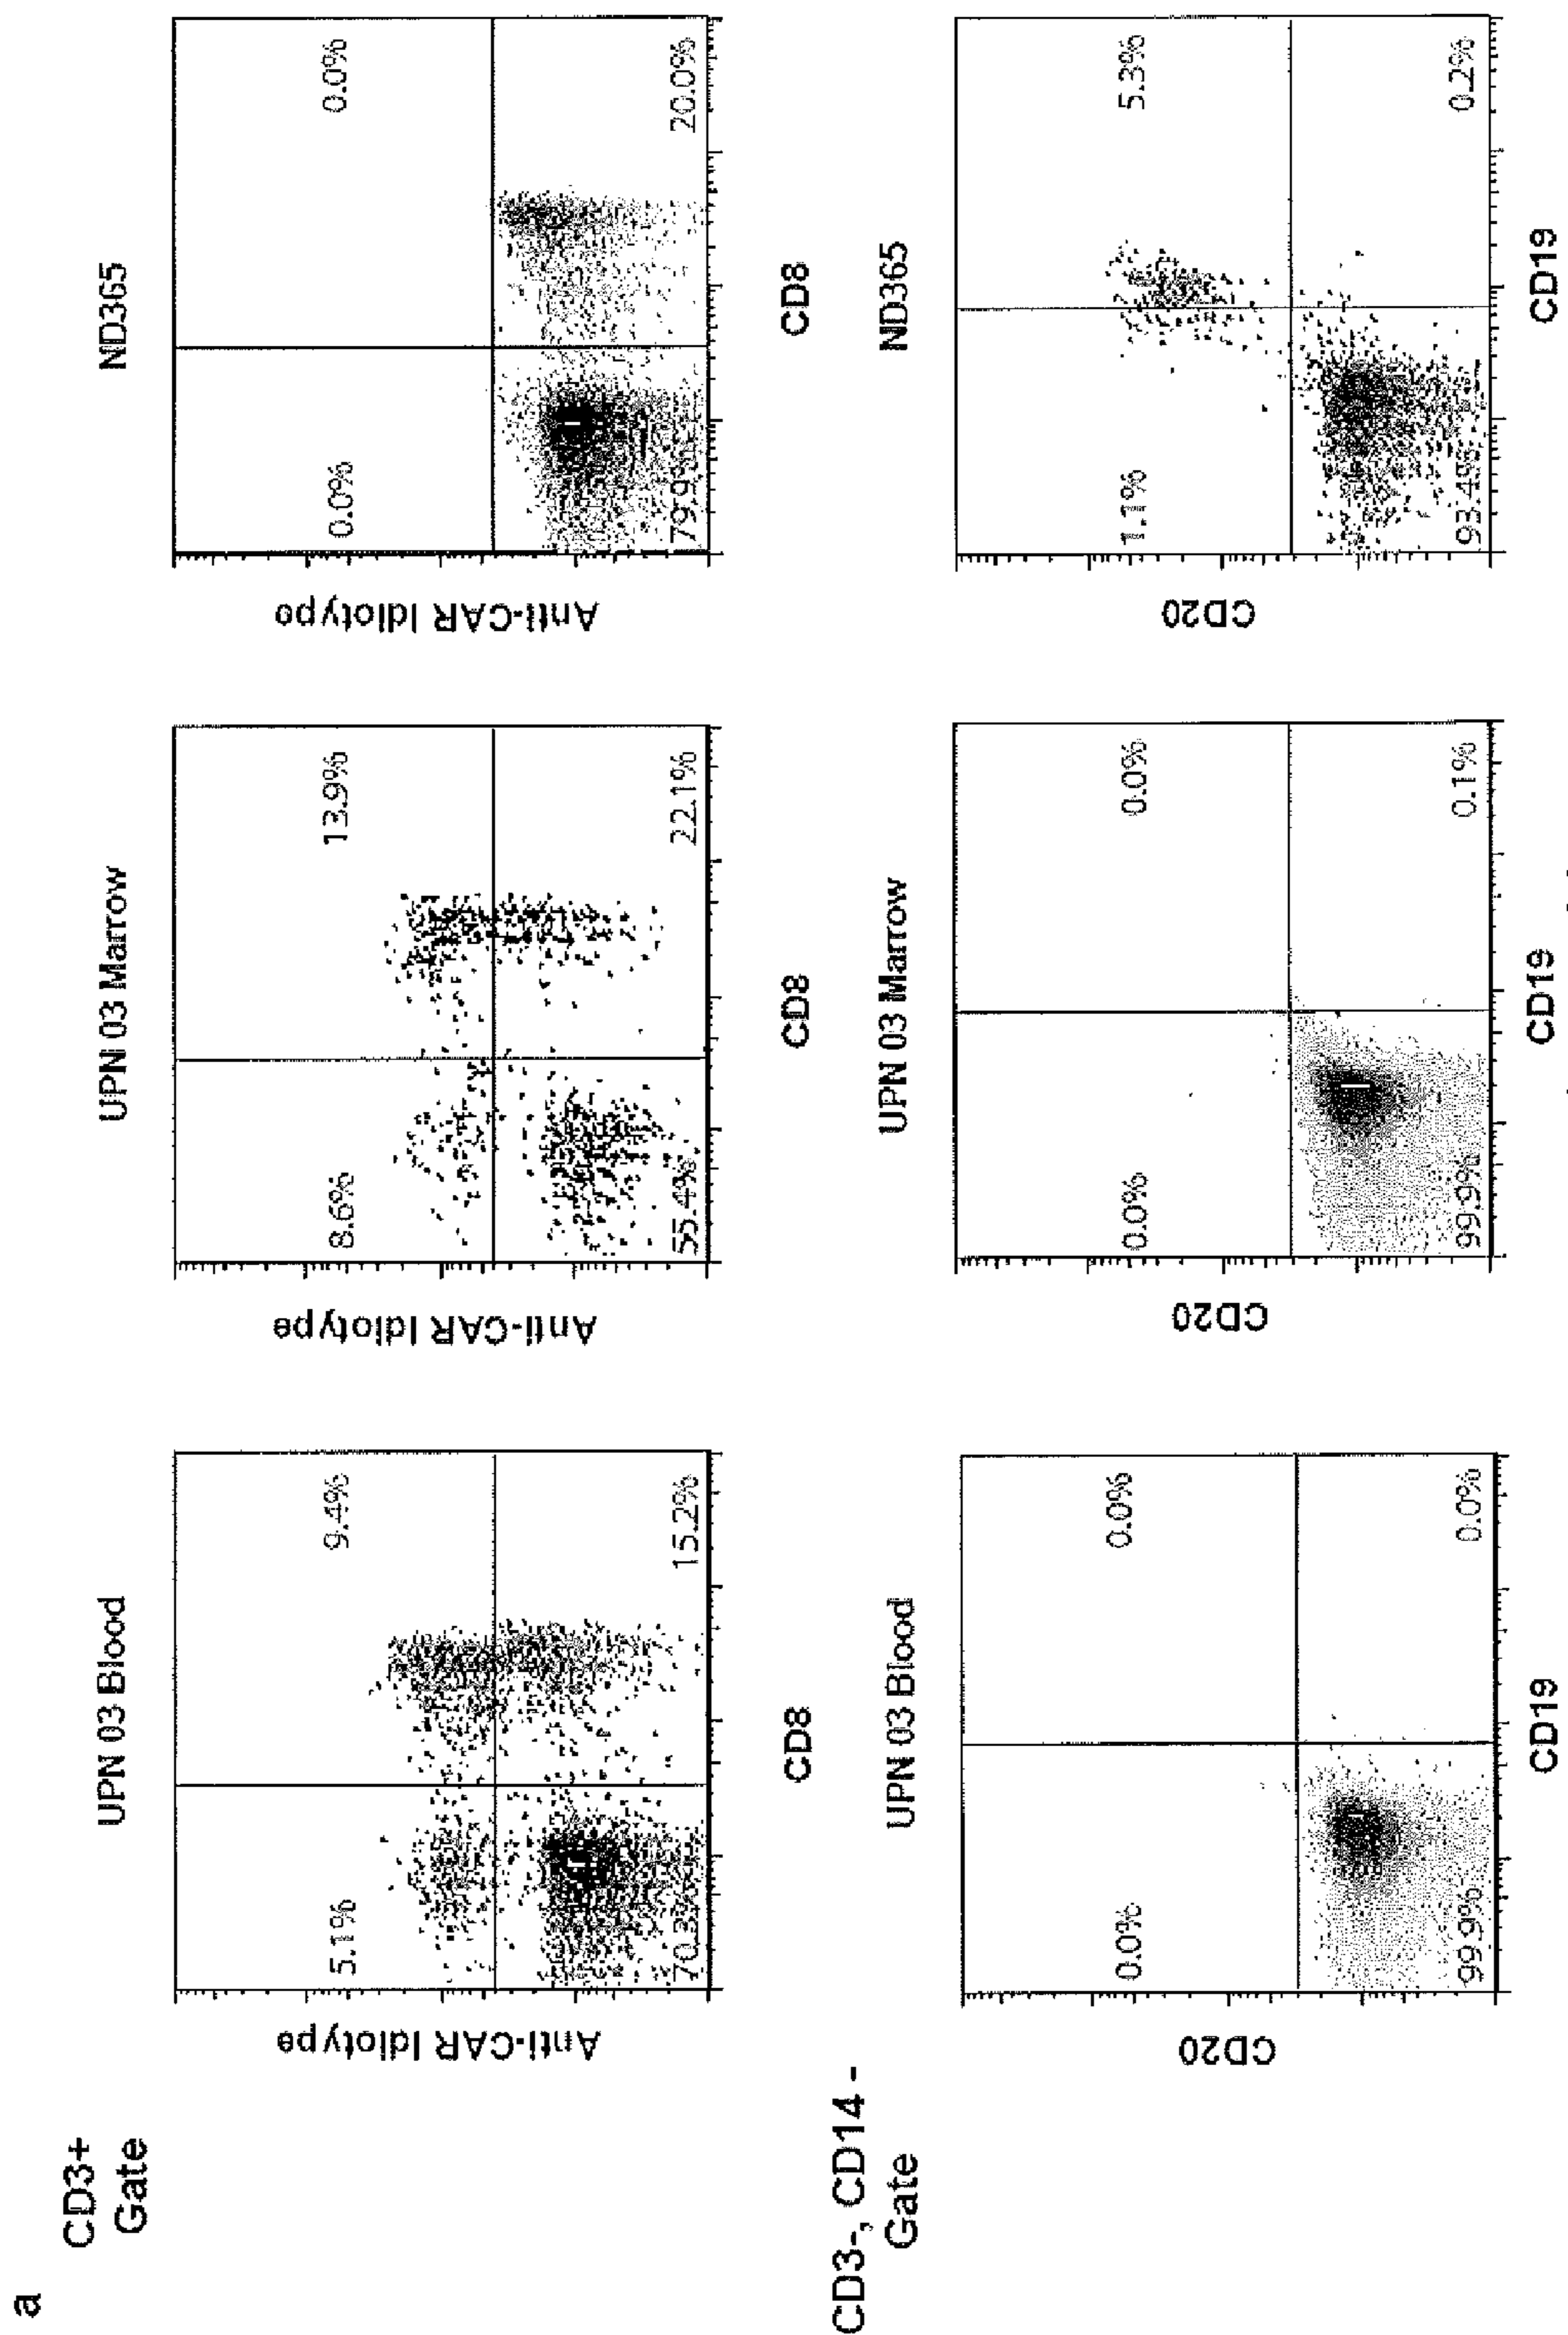 a
CD3+
Gate
UPN 03 Blood
Anti-CAR Idiotype
5.1%
9.4%
70.3%
15.2%
CD8
UPN 03 Marrow
Anti-CAR Idiotype
8.6%
13.9%
55.4%
22.1%
CD8
ND365
Anti-CAR Idiotype
0.0%
0.0%
79.9%
20.0%
CD8
CD3-, CD14 -
Gate
UPN 03 Blood
CD20
0.0%
0.0%
99.9%
0.0%
CD19
UPN 03 Marrow
CD20
0.0%
0.0%
99.9%
0.1%
CD19
ND365
CD20
1.1%
5.3%
93.4%
0.2%
CD19